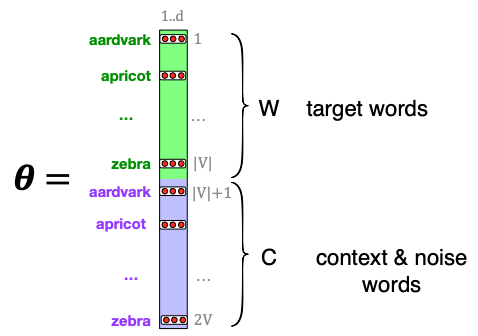 1..d
aardvark 1
apricot
... ...
zebra |V|
W target words
θ =
aardvark |V|+1
apricot
... ...
zebra 2V
C context & noise
words